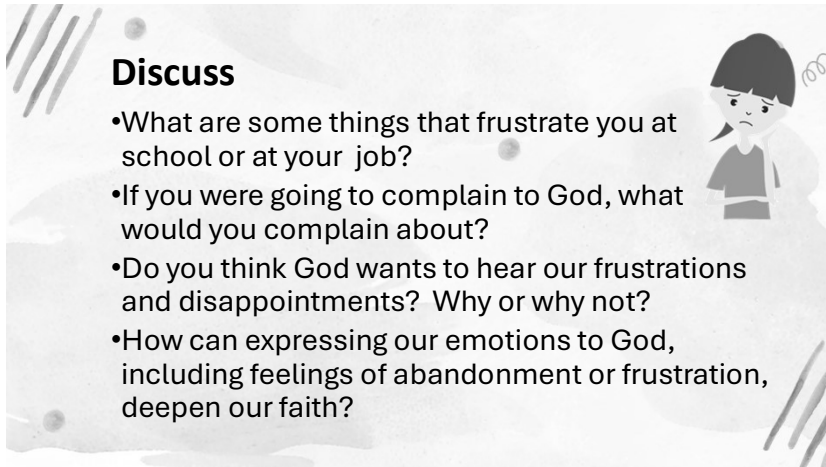 Discuss
•What are some things that frustrate you at
school or at your  job?
•If you were going to complain to God, what
would you complain about?
•Do you think God wants to hear our frustrations
and disappointments?  Why or why not?
•How can expressing our emotions to God,
including feelings of abandonment or frustration,
deepen our faith?